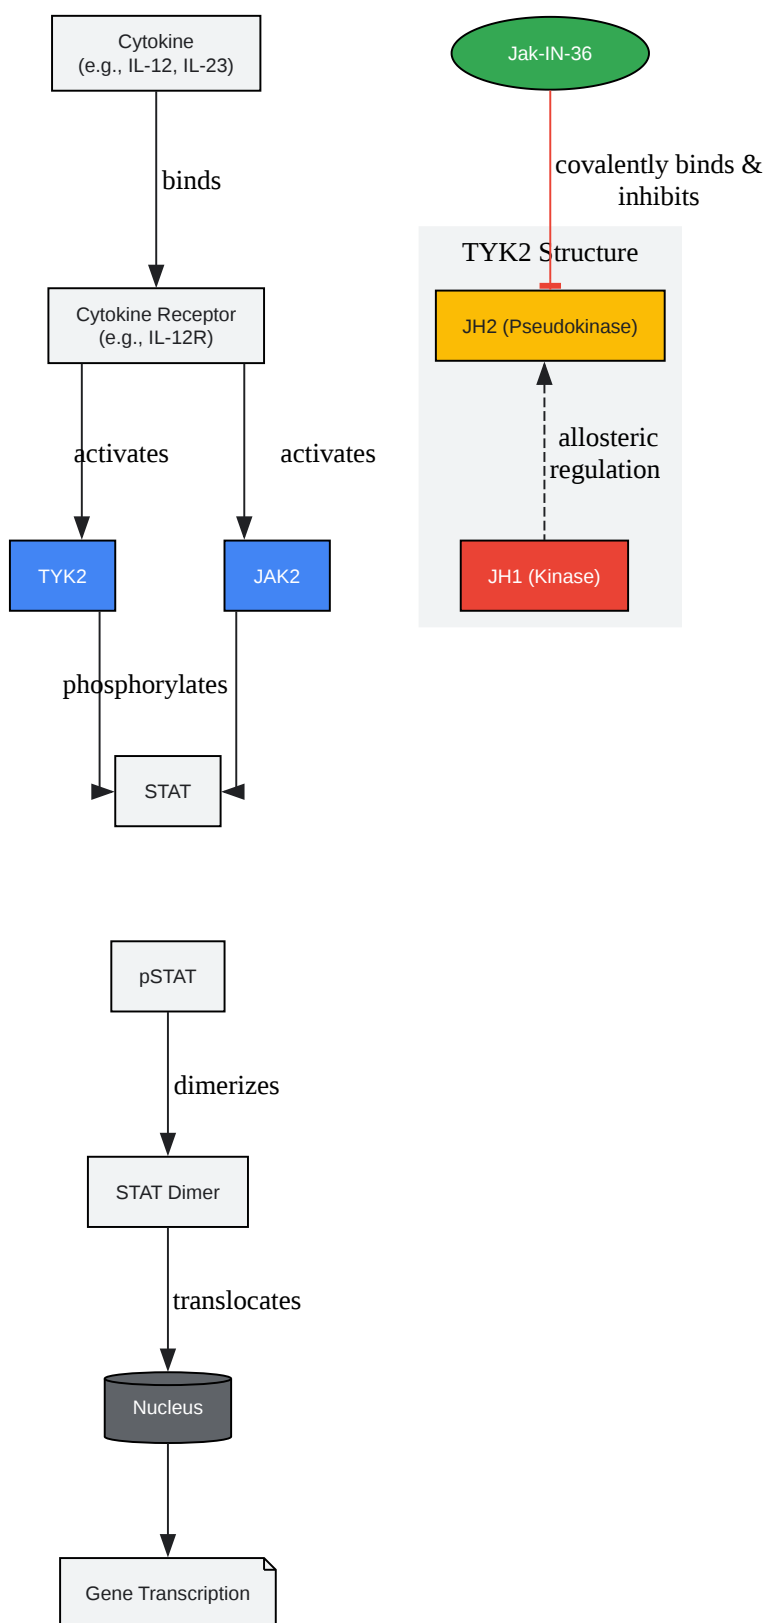 Cytokine
(e.g., IL-12, IL-23)
Jak-IN-36
binds
covalently binds &
inhibits
TYK2 Structure
Cytokine Receptor
(e.g., IL-12R)
JH2 (Pseudokinase)
activates
activates
allosteric
regulation
TYK2
JAK2
JH1 (Kinase)
phosphorylates
STAT
pSTAT
dimerizes
STAT Dimer
translocates
Nucleus
Gene Transcription